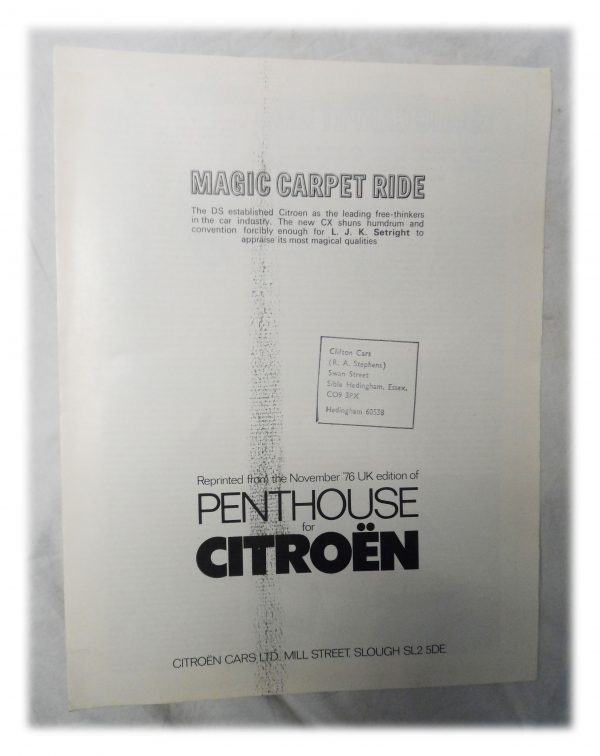 MAGIC CARPET RIDE
The DS established Citroen as the leading free-thinkers
in the car industry. The new CX shuns humdrum and
convention forcibly enough for L. J. K. Setright to
appraise its most magical qualities
Clifton Cars
(R. A. Stephens)
Swan Street
Sible Hedingham, Essex,
CO9 3PX
Hedingham 60538
Reprinted from the November '76 UK edition of
PENTHOUSE
for
CITROËN
CITROËN CARS LTD. MILL STREET, SLOUGH SL2 5DE